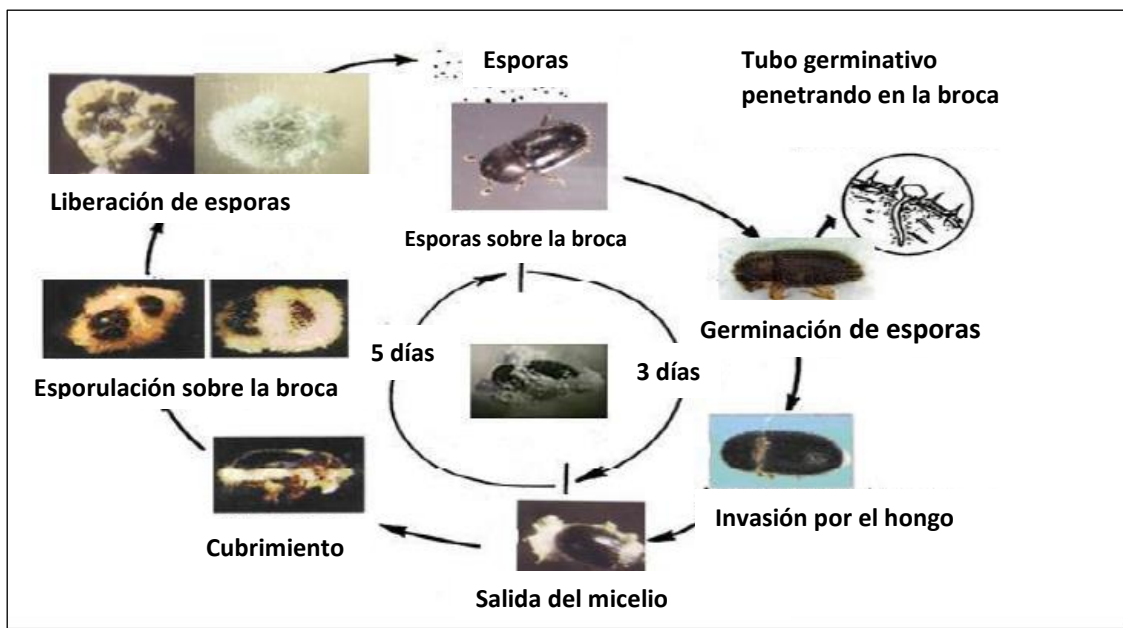 Esporas
Tubo germinativo
penetrando en la broca
Liberación de esporas
Esporas sobre la broca
Germinación de esporas
5 días
3 días
Esporulación sobre la broca
Invasión por el hongo
Cubrimiento
Salida del micelio